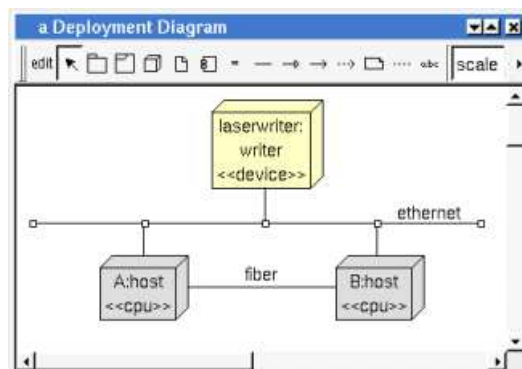 a Deployment Diagram
edit
abc
scale
laserwriter:
writer
<<device>>
ethernet
A:host
<<cpu>>
fiber
B:host
<<cpu>>